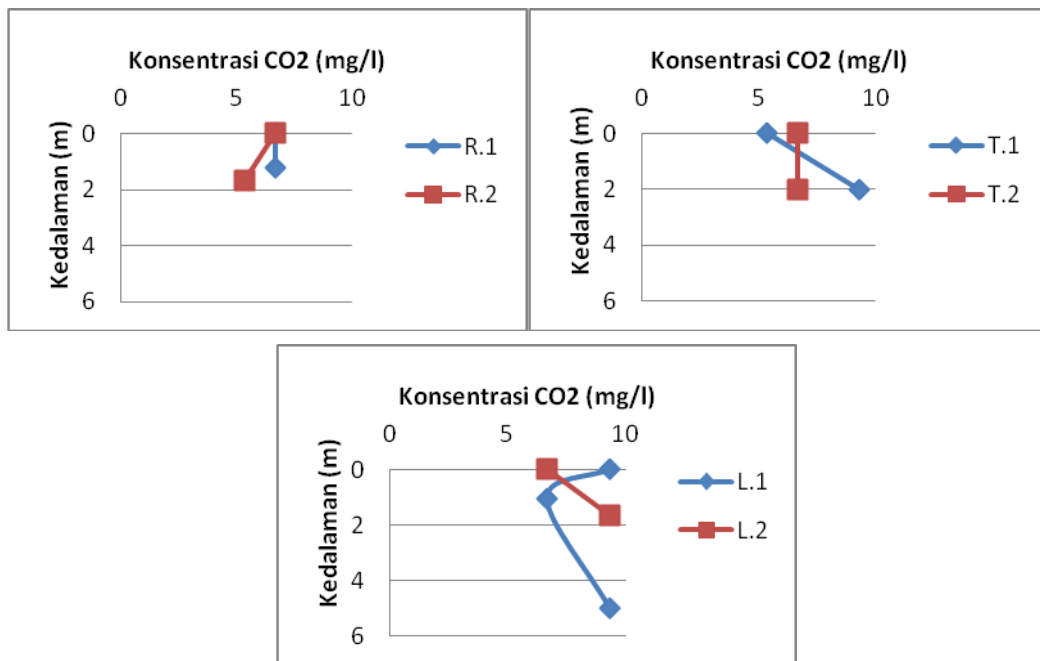 Konsentrasi CO2 (mg/l)
0 5 10
Kedalaman (m)
0
2
4
6
R.1
R.2
Konsentrasi CO2 (mg/l)
0 5 10
Kedalaman (m)
0
2
4
6
T.1
T.2
Konsentrasi CO2 (mg/l)
0 5 10
Kedalaman (m)
0
2
4
6
L.1
L.2